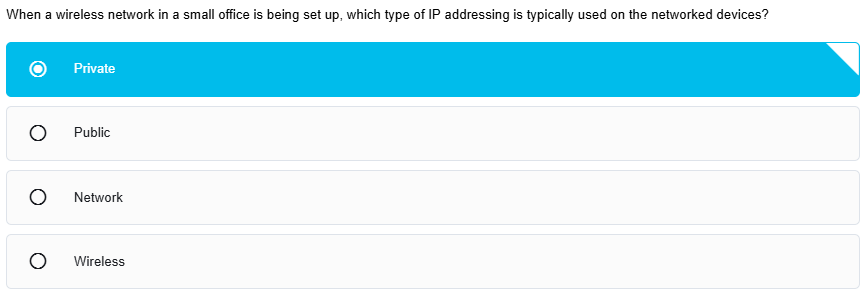 When a wireless network in a small office is being set up, which type of IP addressing is typically used on the networked devices?
Private
Public
Network
Wireless